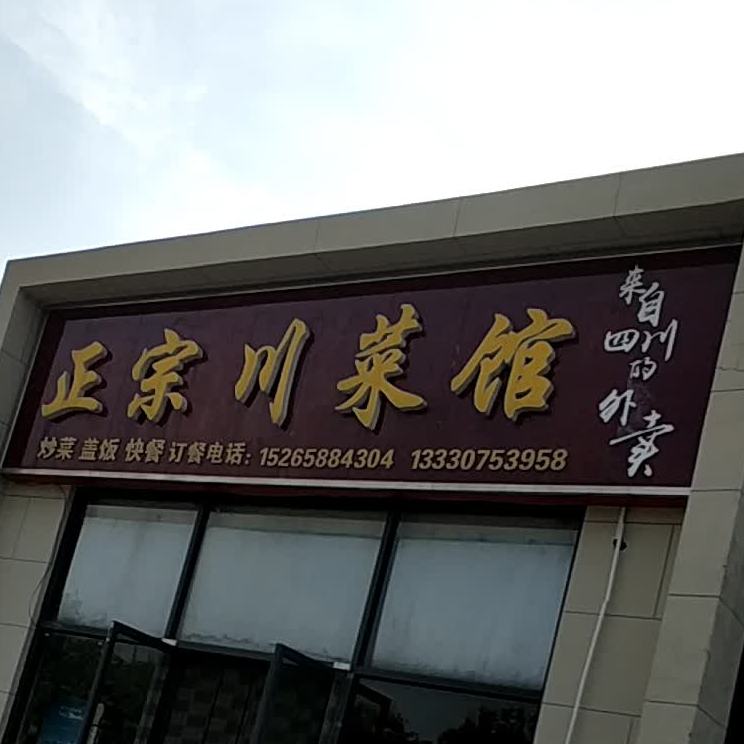 正宗川菜馆
炒菜 盖饭 快餐 订餐电话: 15265884304 13330753958
来自
四川的
外卖